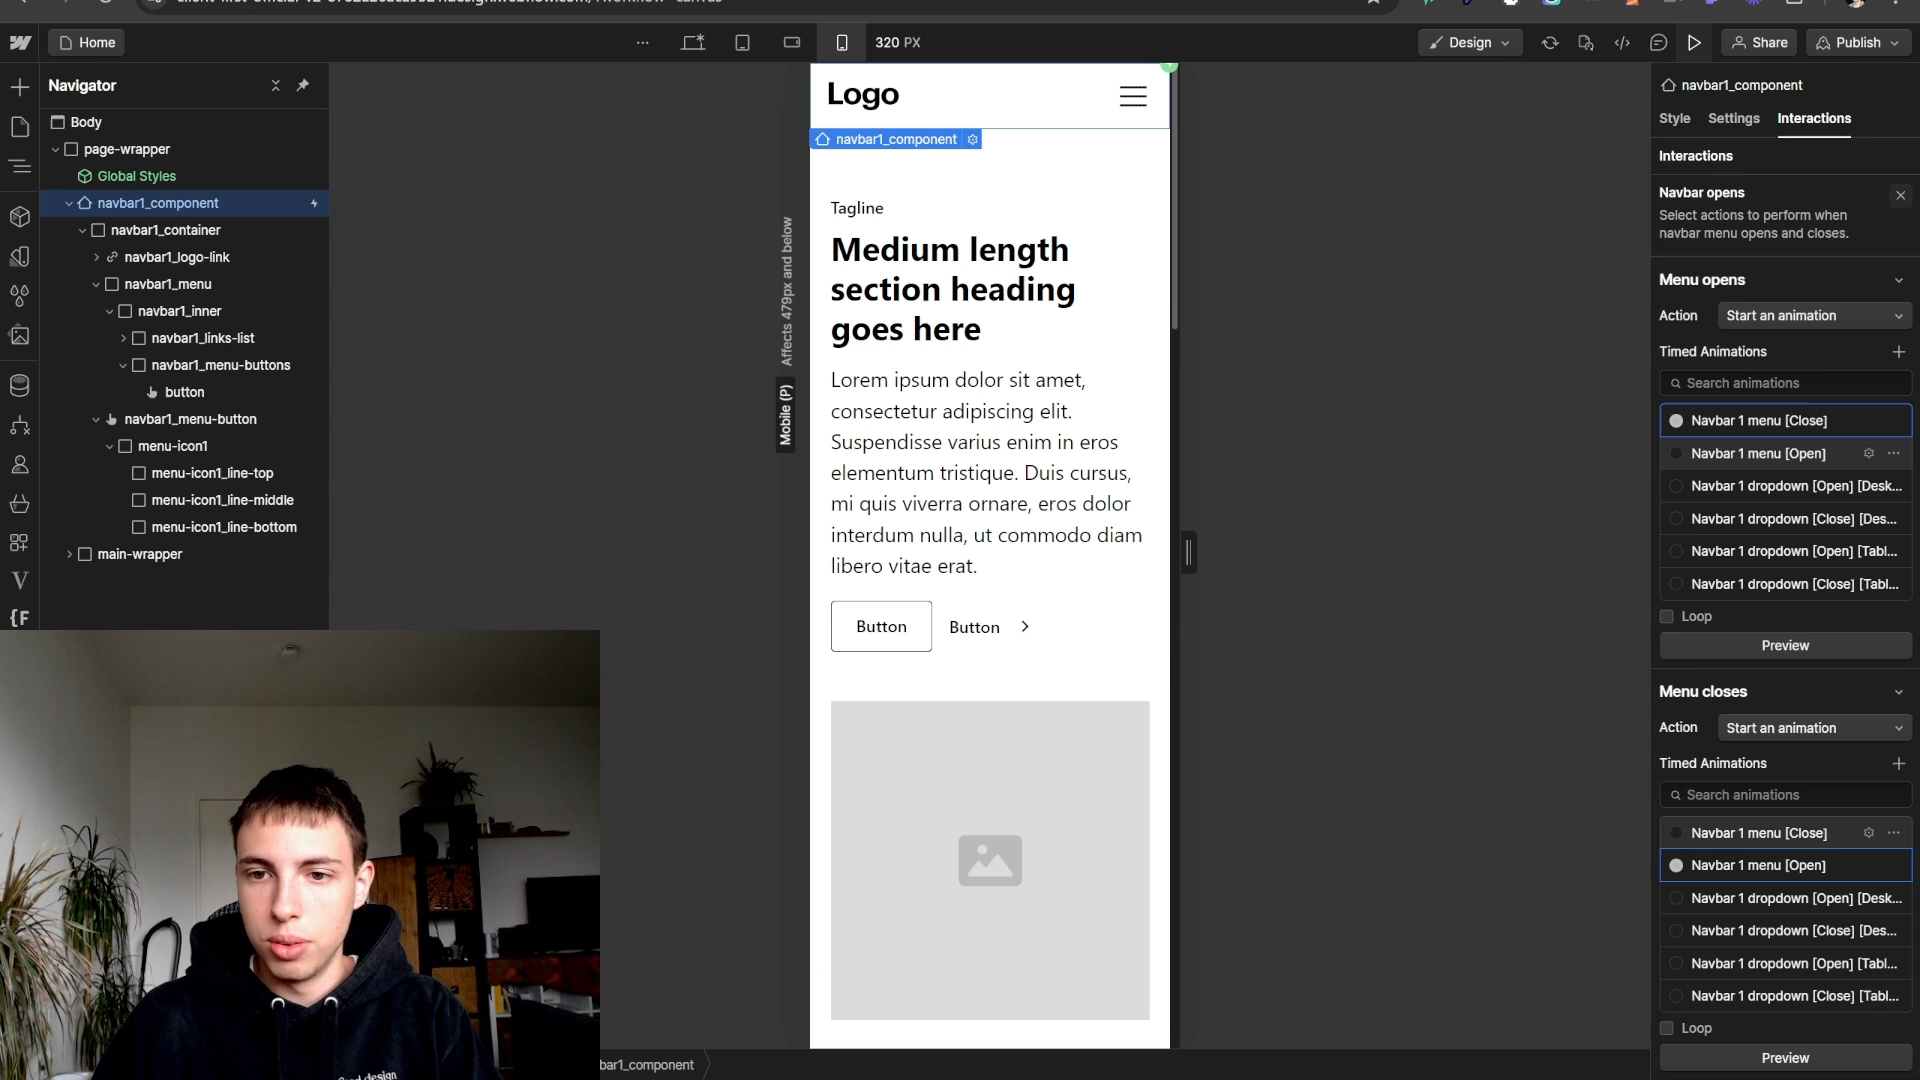 Home
320 PX
Design
Share
Publish
Navigator
Body
page-wrapper
Global Styles
navbar1_component
navbar1_container
navbar1_logo-link
navbar1_menu
navbar1_inner
navbar1_links-list
navbar1_menu-buttons
button
navbar1_menu-button
menu-icon1
menu-icon1_line-top
menu-icon1_line-middle
menu-icon1_line-bottom
main-wrapper
Affects 479px and below
Mobile (P)
Logo
navbar1_component
Tagline
Medium length
section heading
goes here
Lorem ipsum dolor sit amet,
consectetur adipiscing elit.
Suspendisse varius enim in eros
elementum tristique. Duis cursus,
mi quis viverra ornare, eros dolor
interdum nulla, ut commodo diam
libero vitae erat.
Button
Button
bar1_component
navbar1_component
Style Settings Interactions
Interactions
Navbar opens
Select actions to perform when
navbar menu opens and closes.
Menu opens
Action Start an animation
Timed Animations
Search animations
Navbar 1 menu [Close]
Navbar 1 menu [Open]
Navbar 1 dropdown [Open] [Desk...
Navbar 1 dropdown [Close] [Des...
Navbar 1 dropdown [Open] [Tabl...
Navbar 1 dropdown [Close] [Tabl...
Loop
Preview
Menu closes
Action Start an animation
Timed Animations
Search animations
Navbar 1 menu [Close]
Navbar 1 menu [Open]
Navbar 1 dropdown [Open] [Desk...
Navbar 1 dropdown [Close] [Des...
Navbar 1 dropdown [Open] [Tabl...
Navbar 1 dropdown [Close] [Tabl...
Loop
Preview